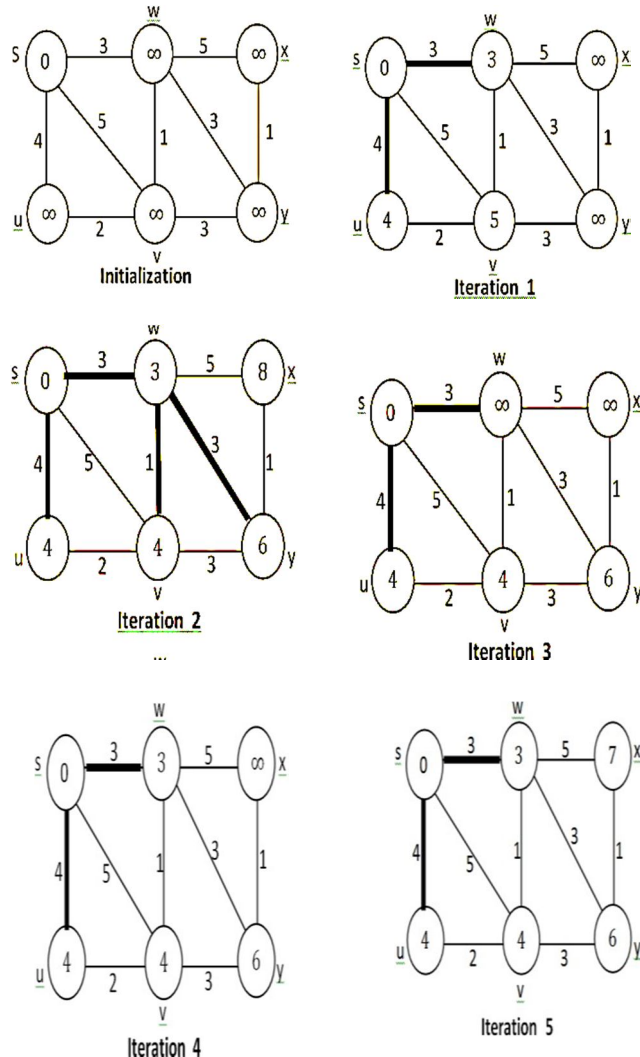 w
s 3 5 x
0 ∞ ∞
4 5 1 3 1
∞ ∞ ∞
u 2 3 y
v
Initialization
w
s 3 5 x
0 3 ∞
4 5 1 3 1
4 5 ∞
u 2 3 y
v
Iteration 1
w
s 3 5 x
0 3 8
4 5 1 3 1
4 4 6
u 2 3 y
v
Iteration 2
w
s 3 5 x
0 ∞ ∞
4 5 1 3 1
4 4 6
u 2 3 y
v
Iteration 3
w
s 3 5 x
0 3 ∞
4 5 1 3 1
4 4 6
u 2 3 y
v
Iteration 4
w
s 3 5 x
0 3 7
4 5 1 3 1
4 4 6
u 2 3 y
v
Iteration 5